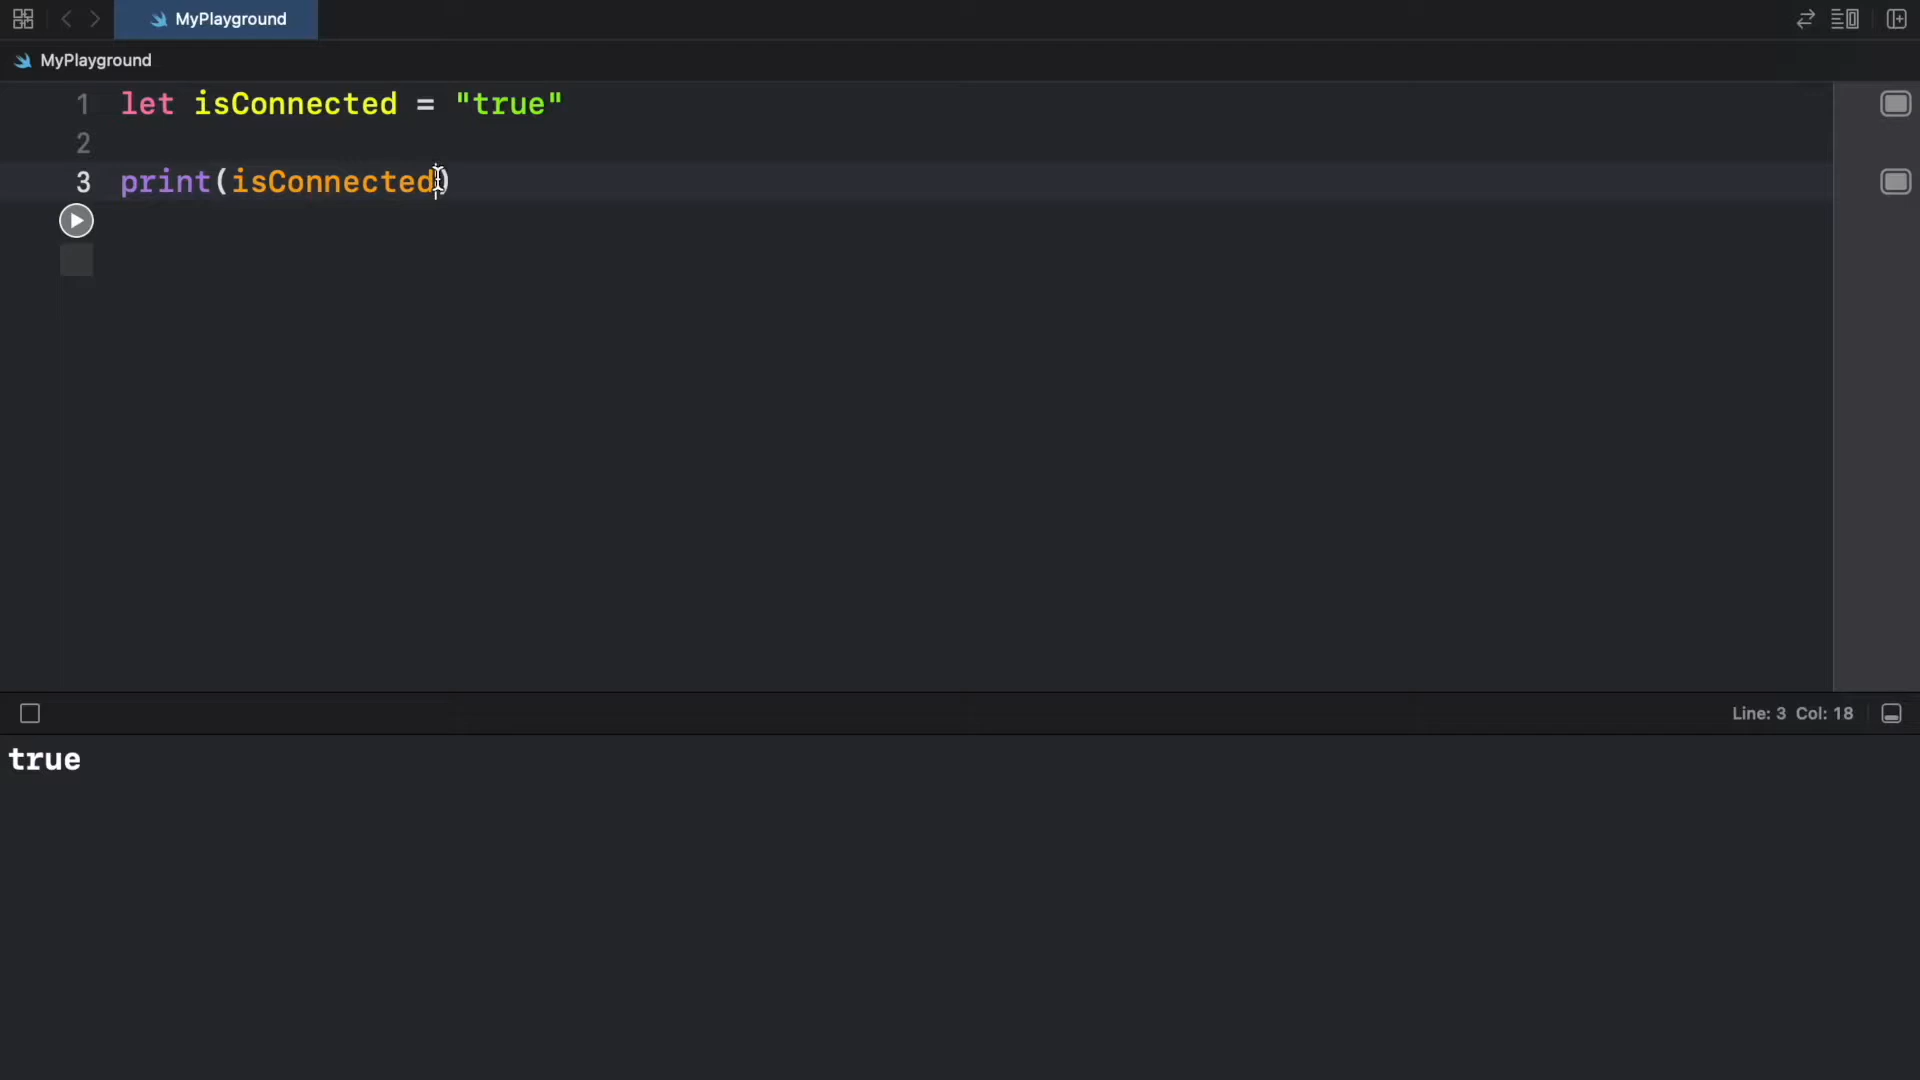 MyPlayground
MyPlayground
1 let isConnected = "true"
2
3 print(isConnected)
Line: 3 Col: 18
true